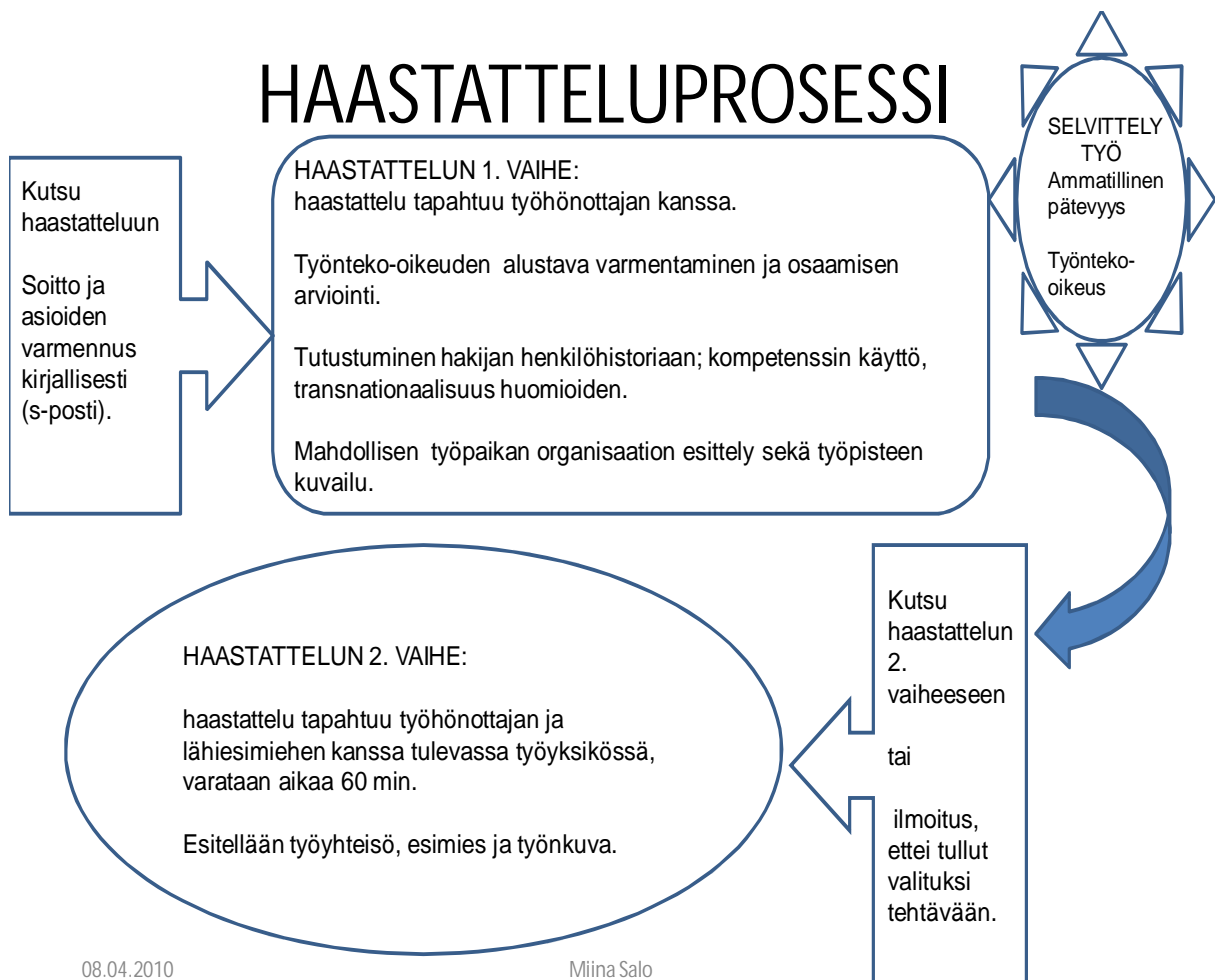 HAASTATTELUPROSESSI
Kutsu
haastatteluun
Soitto ja
asioiden
varmennus
kirjallisesti
(s-posti).
HAASTATTELUN 1. VAIHE:
haastattelu tapahtuu työhönottajan kanssa.
Työnteko-oikeuden alustava varmentaminen ja osaamisen
arviointi.
Tutustuminen hakijan henkilöhistoriaan; kompetenssin käyttö,
transnationaalisuus huomioiden.
Mahdollisen työpaikan organisaation esittely sekä työpisteen
kuvailu.
SELVITTELY
TYÖ
Ammatillinen
pätevyys
Työnteko-
oikeus
Kutsu
haastattelun
2.
vaiheeseen
tai
ilmoitus,
ettei tullut
valituksi
tehtävään.
HAASTATTELUN 2. VAIHE:
haastattelu tapahtuu työhönottajan ja
lähiesimiehen kanssa tulevassa työyksikössä,
varataan aikaa 60 min.
Esitellään työyhteisö, esimies ja työnkuva.
08.04.2010
Miina Salo